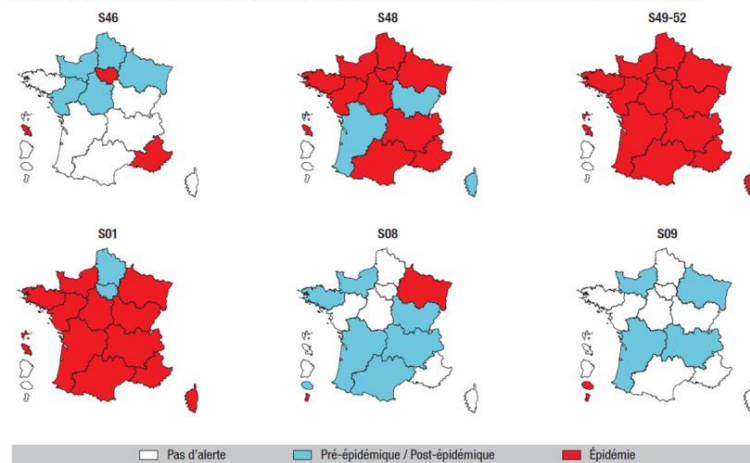 S46
S48
S49-52
S01
S08
S09
Pas d'alerte
Pré-épidémique / Post-épidémique
Épidémie